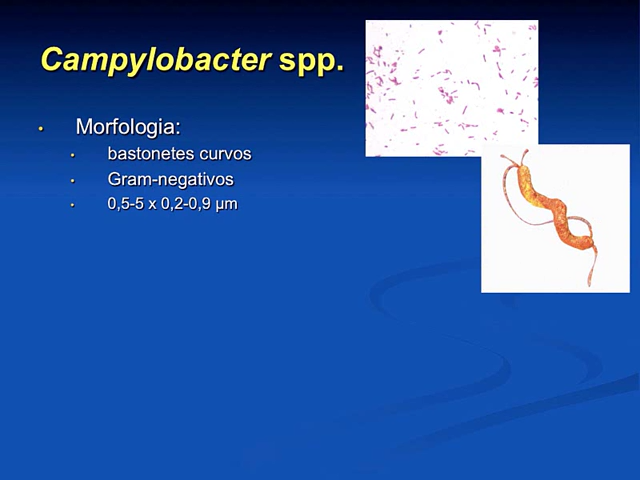 Campylobacter spp.
• Morfologia:
• bastonetes curvos
• Gram-negativos
• 0,5-5 x 0,2-0,9 µm